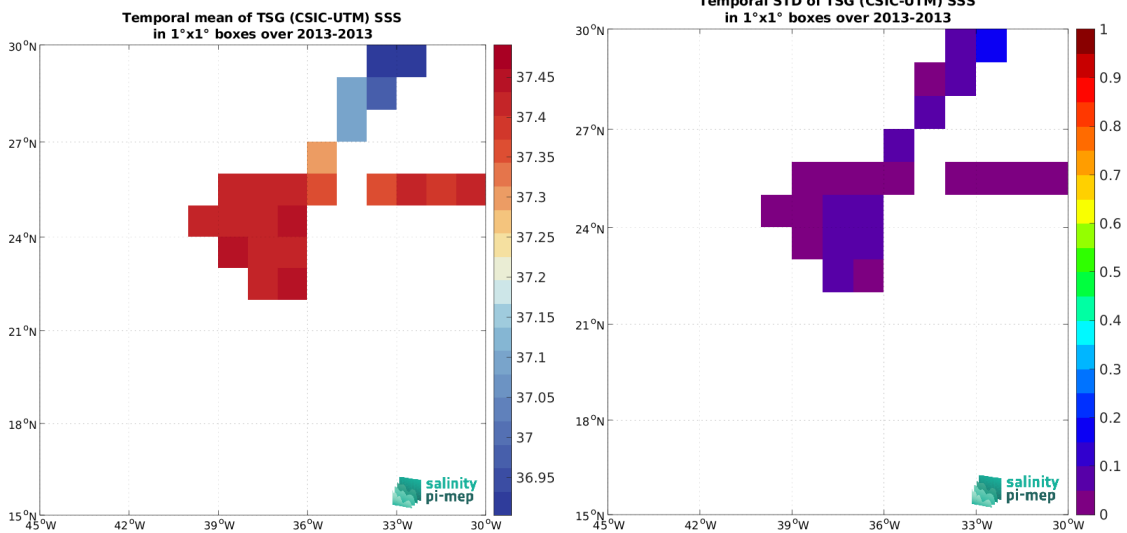 Temporal mean of TSG (CSIC-UTM) SSS
in 1°x1° boxes over 2013-2013
30°N
27°N
24°N
21°N
18°N
15°N
45°W
42°W
39°W
36°W
33°W
30°W
37.45
37.4
37.35
37.3
37.25
37.2
37.15
37.1
37.05
37
36.95
salinity
pi-mep
Temporal STD of TSG (CSIC-UTM) SSS
in 1°x1° boxes over 2013-2013
30°N
27°N
24°N
21°N
18°N
15°N
45°W
42°W
39°W
36°W
33°W
30°W
1
0.9
0.8
0.7
0.6
0.5
0.4
0.3
0.2
0.1
0
salinity
pi-mep